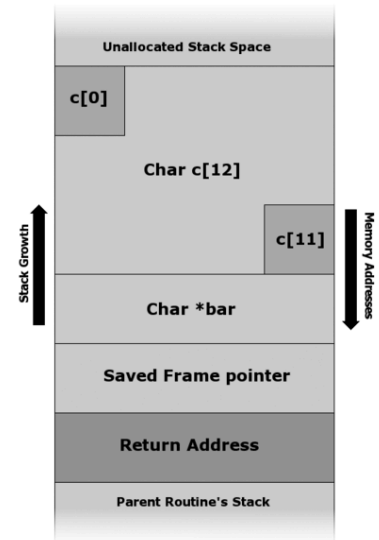 Unallocated Stack Space
c[0]
Char c[12]
c[11]
Stack Growth
Memory Addresses
Char *bar
Saved Frame pointer
Return Address
Parent Routine's Stack